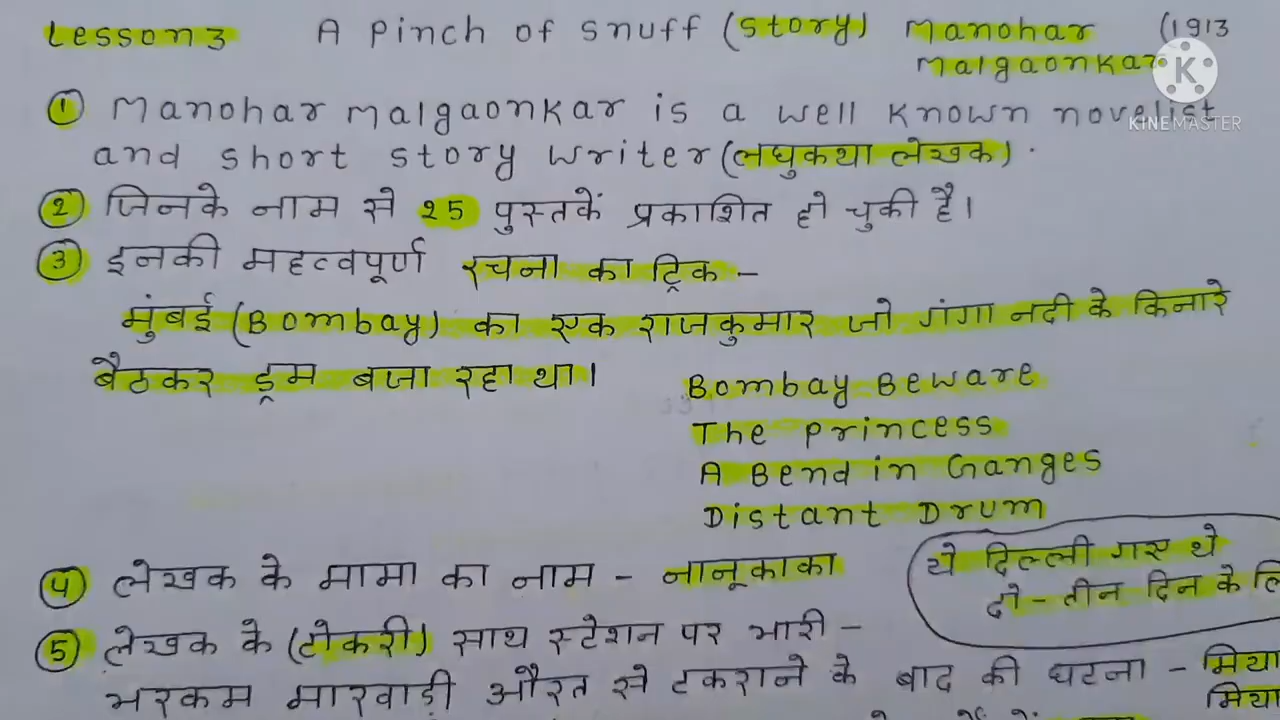 Lesson 3 A Pinch of Snuff (Story) Manohar (1913
Malgaonkar
K
KINEMASTER
① Manohar Malgaonkar is a well known novelist
and short story writer (लघुकथा लेखक).
② जिनके नाम से 25 पुस्तकें प्रकाशित हो चुकी है।
③ इनकी महत्वपूर्ण रचना का ट्रिक –
मुंबई (Bombay) का एक राजकुमार जो गंगा नदी के किनारे
बैठकर ड्रम बजा रहा था।
Bombay Beware
The Princess
A Bend in Ganges
Distant Drum
④ लेखक के मामा का नाम – नानूकाका
ये दिल्ली गए थे
दो – तीन दिन के लि
⑤ लेखक के (टोकरी) साथ स्टेशन पर भारी –
भरकम मारवाड़ी औरत से टकराने के बाद की घटना – मिया
मिया